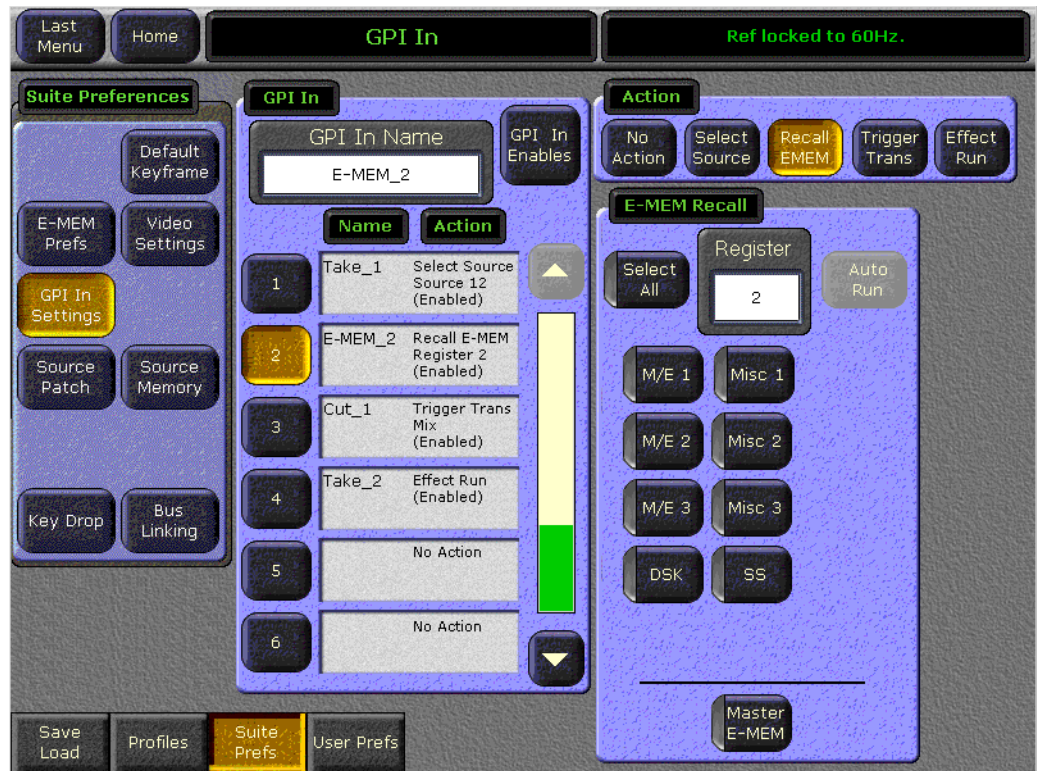 Last
Menu
Home
GPI In
Ref locked to 60Hz.
Suite Preferences
Default
Keyframe
E-MEM
Prefs
Video
Settings
GPI In
Settings
Source
Patch
Source
Memory
Key Drop
Bus
Linking
GPI In
GPI In Name
E-MEM_2
GPI In
Enables
Name
Action
1
Take_1
Select Source
Source 12
(Enabled)
2
E-MEM_2
Recall E-MEM
Register 2
(Enabled)
3
Cut_1
Trigger Trans
Mix
(Enabled)
4
Take_2
Effect Run
(Enabled)
5
No Action
6
No Action
Action
No
Action
Select
Source
Recall
EMEM
Trigger
Trans
Effect
Run
E-MEM Recall
Select
All
Register
2
Auto
Run
M/E 1
Misc 1
M/E 2
Misc 2
M/E 3
Misc 3
DSK
SS
Master
E-MEM
Save
Load
Profiles
Suite
Prefs
User Prefs